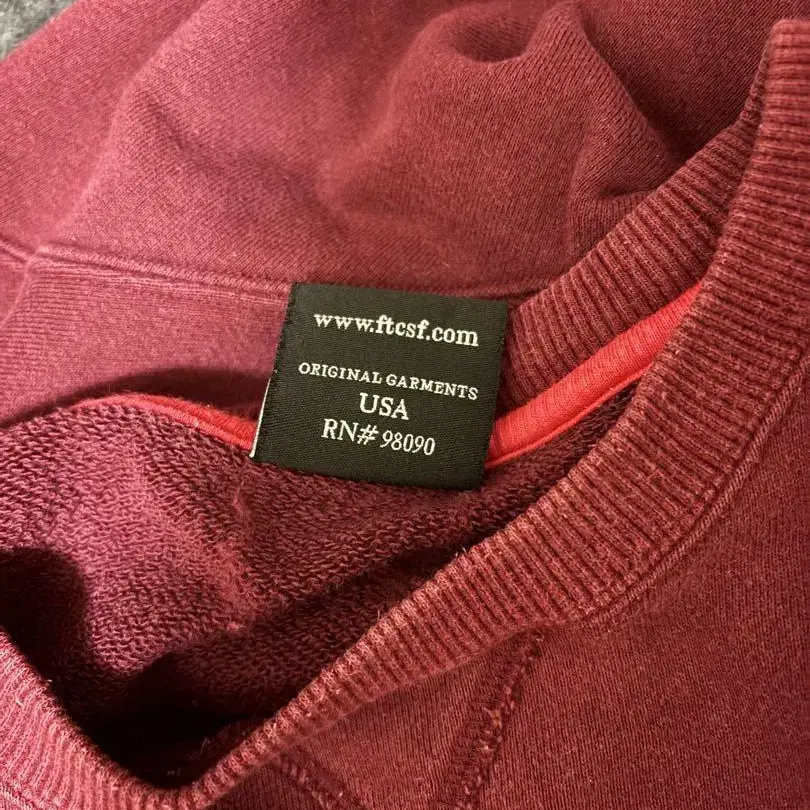 www.ftcsf.com
ORIGINAL GARMENTS
USA
RN# 98090